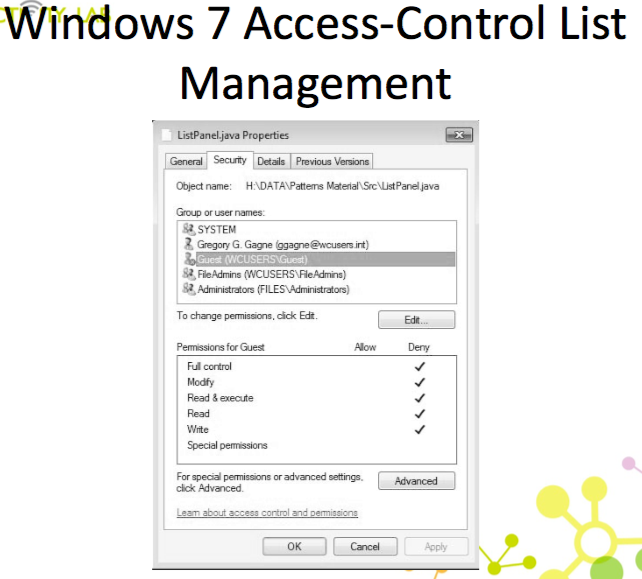 Windows 7 Access-Control List
Management
ListPanel.java Properties
General Security Details Previous Versions
Object name: H:\DATA\Patterns Material\Src\ListPanel.java
Group or user names:
SYSTEM
Gregory G. Gagne (ggagne@wcusers.int)
Guest (WCUSERS\Guest)
FileAdmins (WCUSERS\FileAdmins)
Administrators (FILES\Administrators)
To change permissions, click Edit.
Edit...
Permissions for Guest Allow Deny
Full control
Modify
Read & execute
Read
Write
Special permissions
For special permissions or advanced settings,
click Advanced.
Advanced
Learn about access control and permissions
OK Cancel Apply